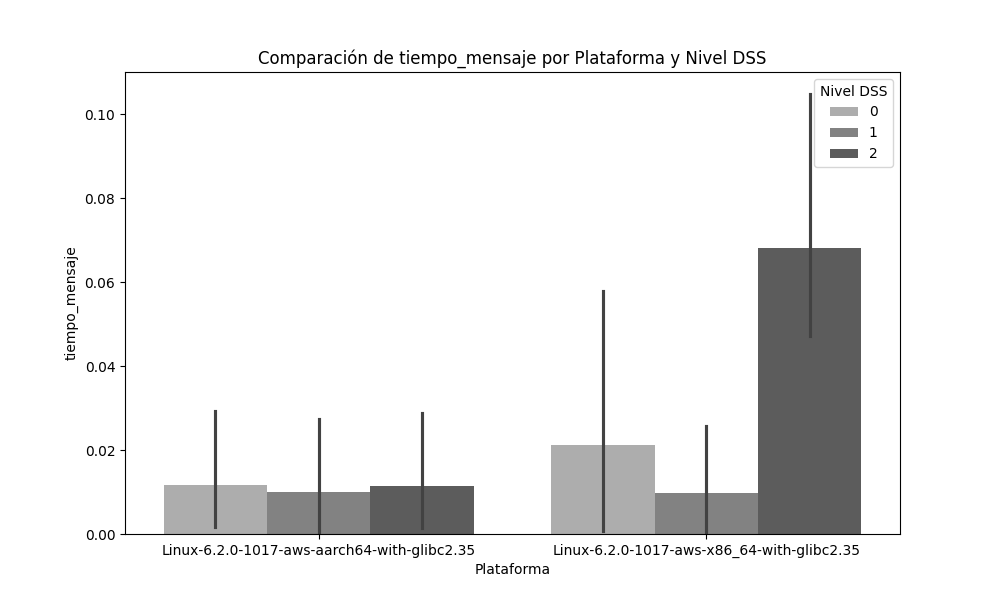 Comparación de tiempo_mensaje por Plataforma y Nivel DSS
Nivel DSS
0
1
2
tiempo_mensaje
0.10
0.08
0.06
0.04
0.02
0.00
Linux-6.2.0-1017-aws-aarch64-with-glibc2.35
Linux-6.2.0-1017-aws-x86_64-with-glibc2.35
Plataforma